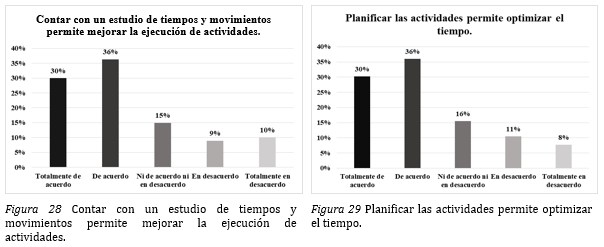 Contar con un estudio de tiempos y movimientos
permite mejorar la ejecución de actividades.
40%
35%
30%
25%
20%
15%
10%
5%
0%
30%
36%
15%
9%
10%
Totalmente de acuerdo
De acuerdo
Ni de acuerdo ni en desacuerdo
En desacuerdo
Totalmente en desacuerdo
Figura 28 Contar con un estudio de tiempos y
movimientos permite mejorar la ejecución de
actividades.
Planificar las actividades permite optimizar el
tiempo.
40%
35%
30%
25%
20%
15%
10%
5%
0%
30%
36%
16%
11%
8%
Totalmente de acuerdo
De acuerdo
Ni de acuerdo ni en desacuerdo
En desacuerdo
Totalmente en desacuerdo
Figura 29 Planificar las actividades permite optimizar
el tiempo.